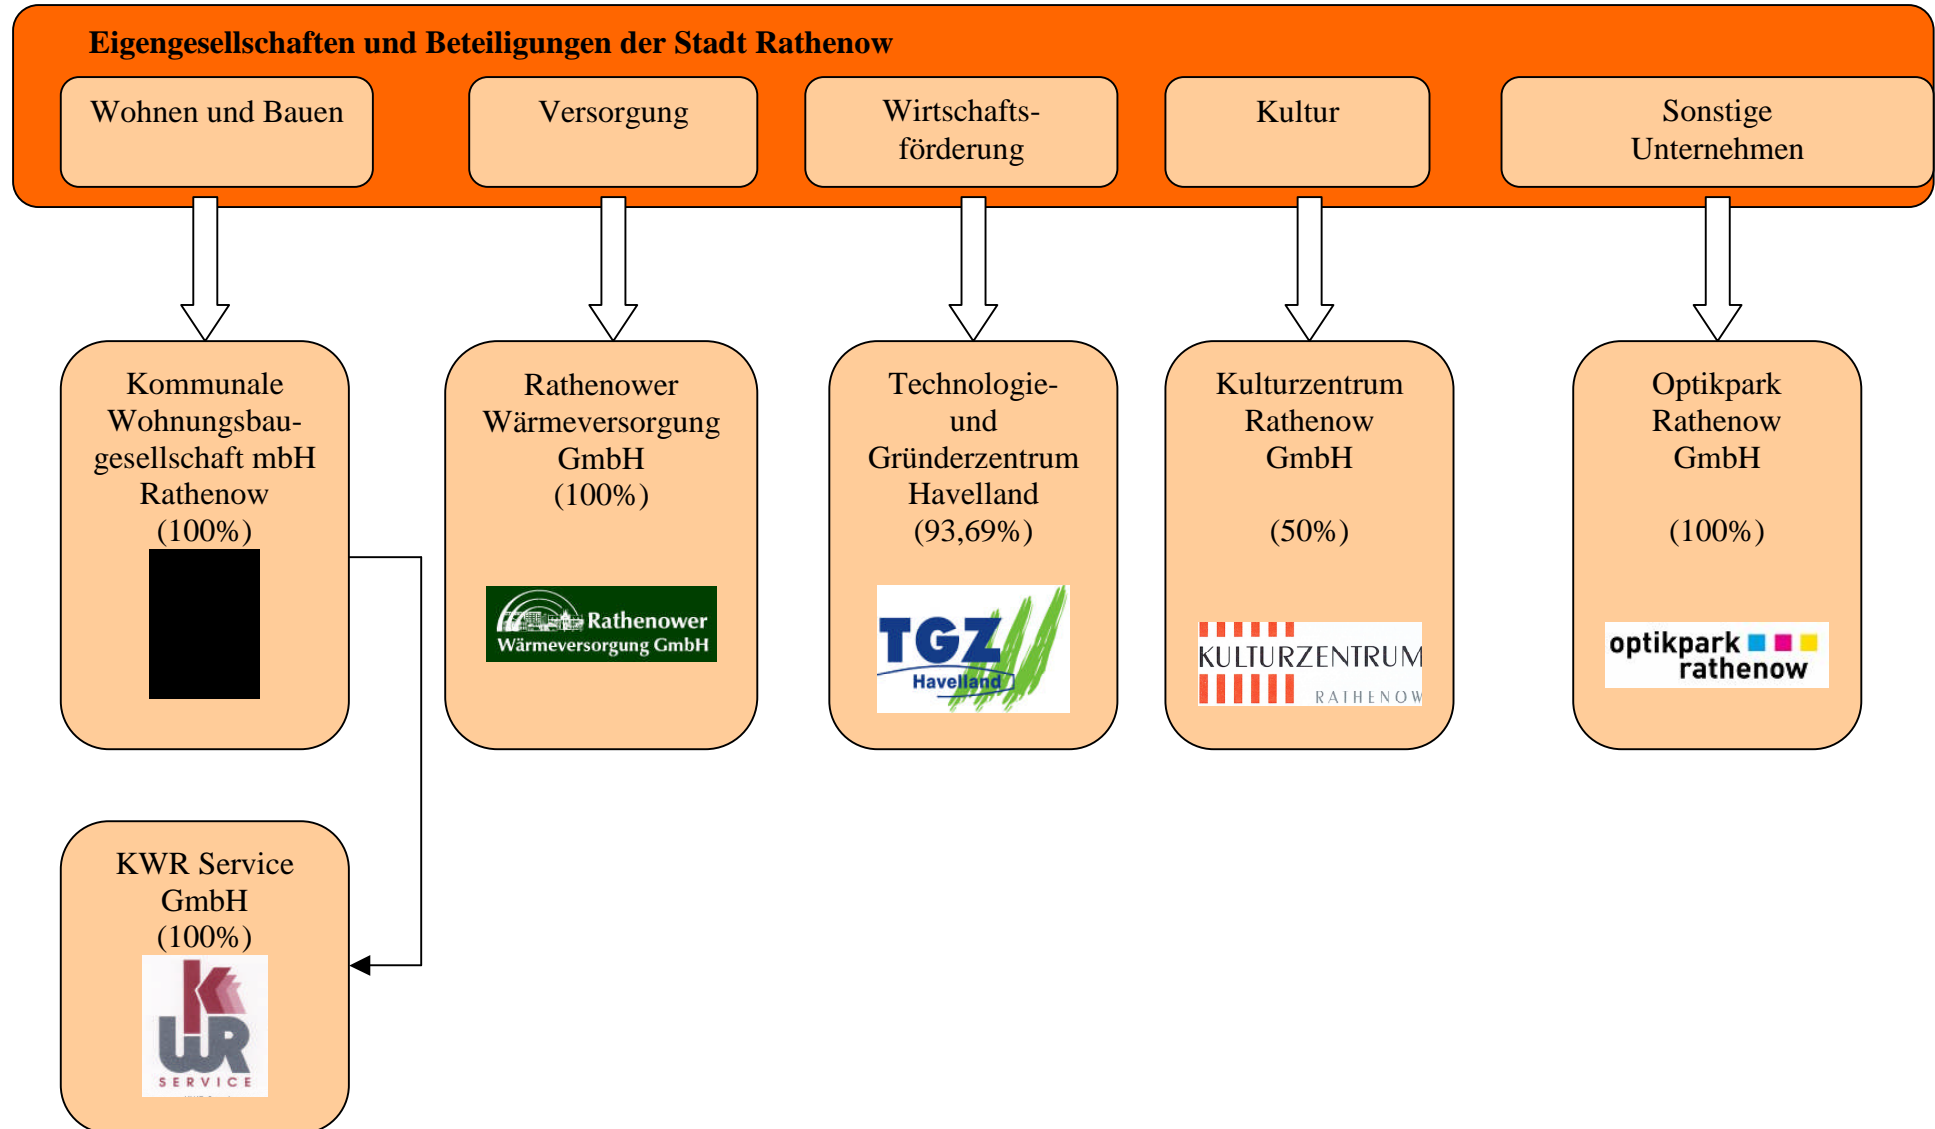 Eigengesellschaften und Beteiligungen der Stadt Rathenow
Wohnen und Bauen
Versorgung
Wirtschafts-
förderung
Kultur
Sonstige
Unternehmen
Kommunale
Wohnungsbau-
gesellschaft mbH
Rathenow
(100%)
Rathenower
Wärmeversorgung
GmbH
(100%)
Rathenower
Wärmeversorgung GmbH
Technologie-
und
Gründerzentrum
Havelland
(93,69%)
TGZ
Havelland
Kulturzentrum
Rathenow
GmbH
(50%)
KULTURZENTRUM
RATHENOW
Optikpark
Rathenow
GmbH
(100%)
optikpark
rathenow
KWR Service
GmbH
(100%)
KWR
SERVICE